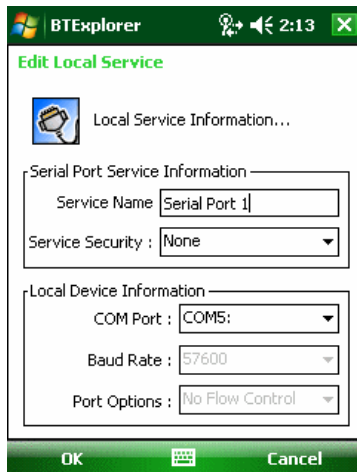 BTExplorer 2:13
Edit Local Service
Local Service Information...
Serial Port Service Information
Service Name Serial Port 1
Service Security : None
Local Device Information
COM Port : COM5:
Baud Rate : 57600
Port Options : No Flow Control
OK Cancel